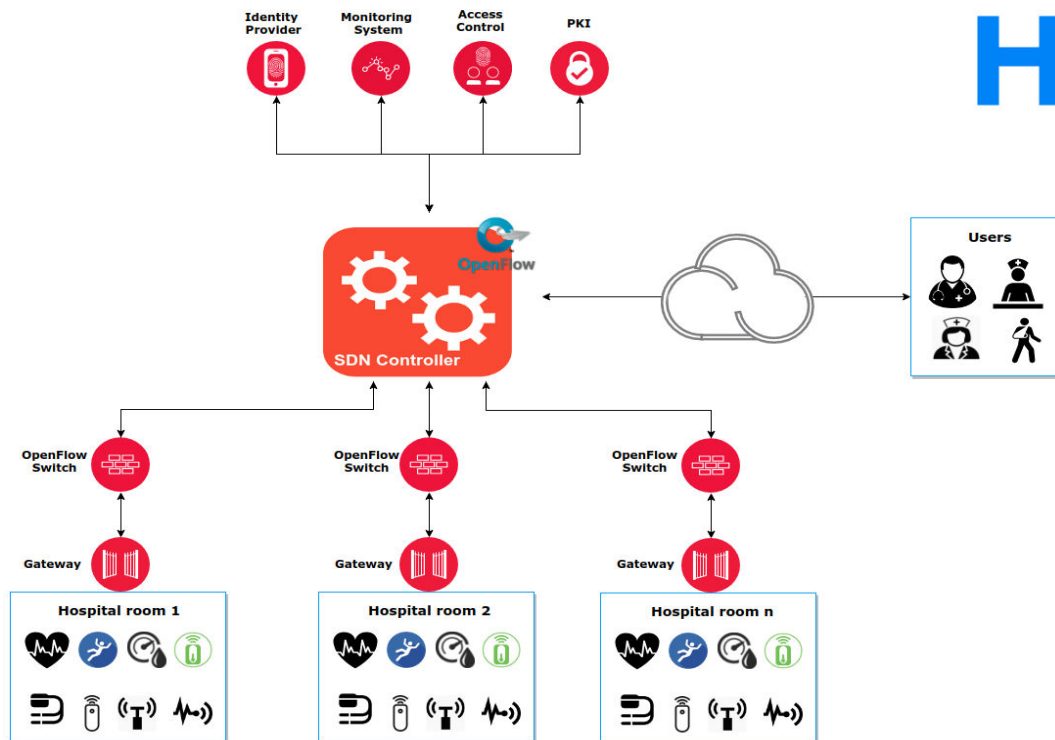 Identity
Provider
Monitoring
System
Access
Control
PKI
H
OpenFlow
SDN Controller
Users
OpenFlow
Switch
OpenFlow
Switch
OpenFlow
Switch
Gateway
Gateway
Gateway
Hospital room 1
Hospital room 2
Hospital room n